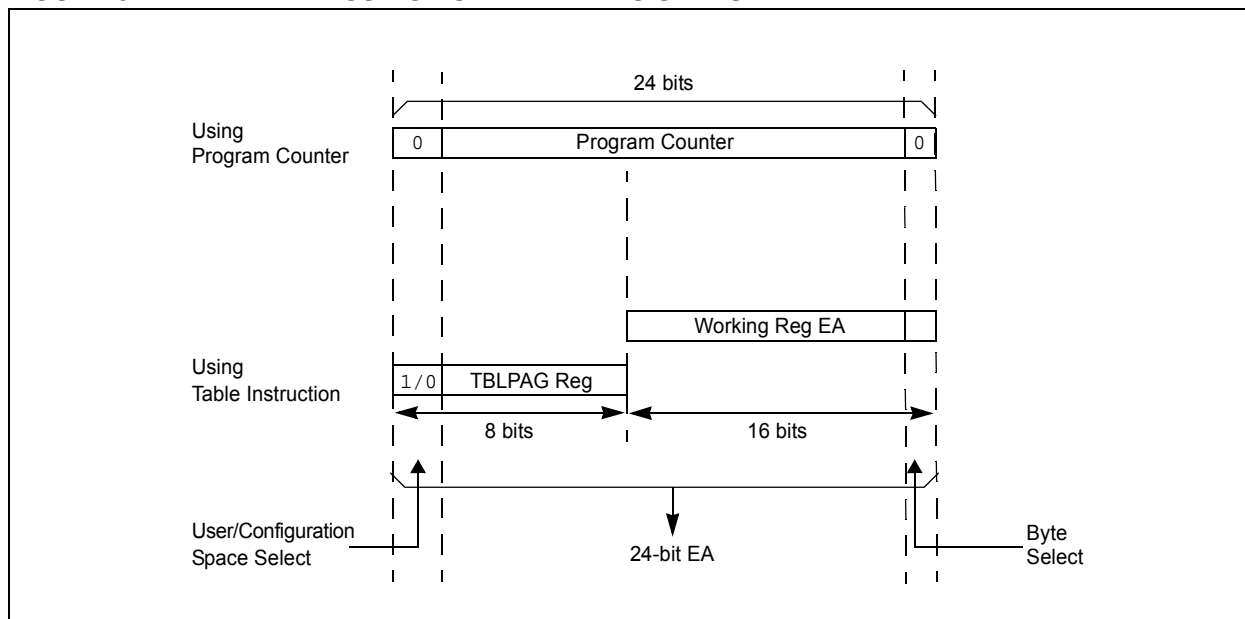 24 bits
Using
Program Counter
0
Program Counter
0
Working Reg EA
Using
Table Instruction
1/0
TBLPAG Reg
8 bits
16 bits
User/Configuration
Space Select
24-bit EA
Byte
Select